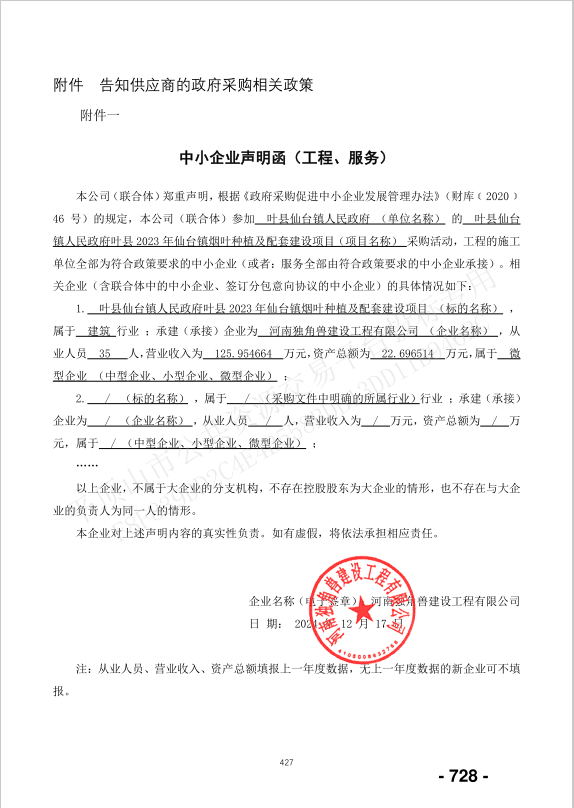 附件 告知供应商的政府采购相关政策
附件一
中小企业声明函（工程、服务）
本公司（联合体）郑重声明，根据《政府采购促进中小企业发展管理办法》（财库﹝2020﹞
46 号）的规定，本公司（联合体）参加 叶县仙台镇人民政府 （单位名称） 的 叶县仙台
镇人民政府叶县 2023 年仙台镇烟叶种植及配套建设项目（项目名称） 采购活动，工程的施工
单位全部为符合政策要求的中小企业（或者：服务全部由符合政策要求的中小企业承接）。相
关企业（含联合体中的中小企业、签订分包意向协议的中小企业）的具体情况如下：
1. 叶县仙台镇人民政府叶县 2023 年仙台镇烟叶种植及配套建设项目 （标的名称） ，
属于 建筑 行业 ；承建（承接）企业为 河南独角兽建设工程有限公司 （企业名称） ，从
业人员 35 人，营业收入为 125.954664 万元，资产总额为 22.696514 万元，属于 微
型企业 （中型企业、小型企业、微型企业） ；
2. / （标的名称） ，属于 / （采购文件中明确的所属行业）行业 ；承建（承接）
企业为 / （企业名称） ，从业人员 / 人，营业收入为 / 万元，资产总额为 / 万
元，属于 / （中型企业、小型企业、微型企业） ；
……
以上企业，不属于大企业的分支机构，不存在控股股东为大企业的情形，也不存在与大企
业的负责人为同一人的情形。
本企业对上述声明内容的真实性负责。如有虚假，将依法承担相应责任。
企业名称（电子签章）：河南独角兽建设工程有限公司
日 期： 2024 12 月 17 日
河南独角兽建设工程有限公司
注：从业人员、营业收入、资产总额填报上一年度数据，无上一年度数据的新企业可不填
报。
427
- 728 -